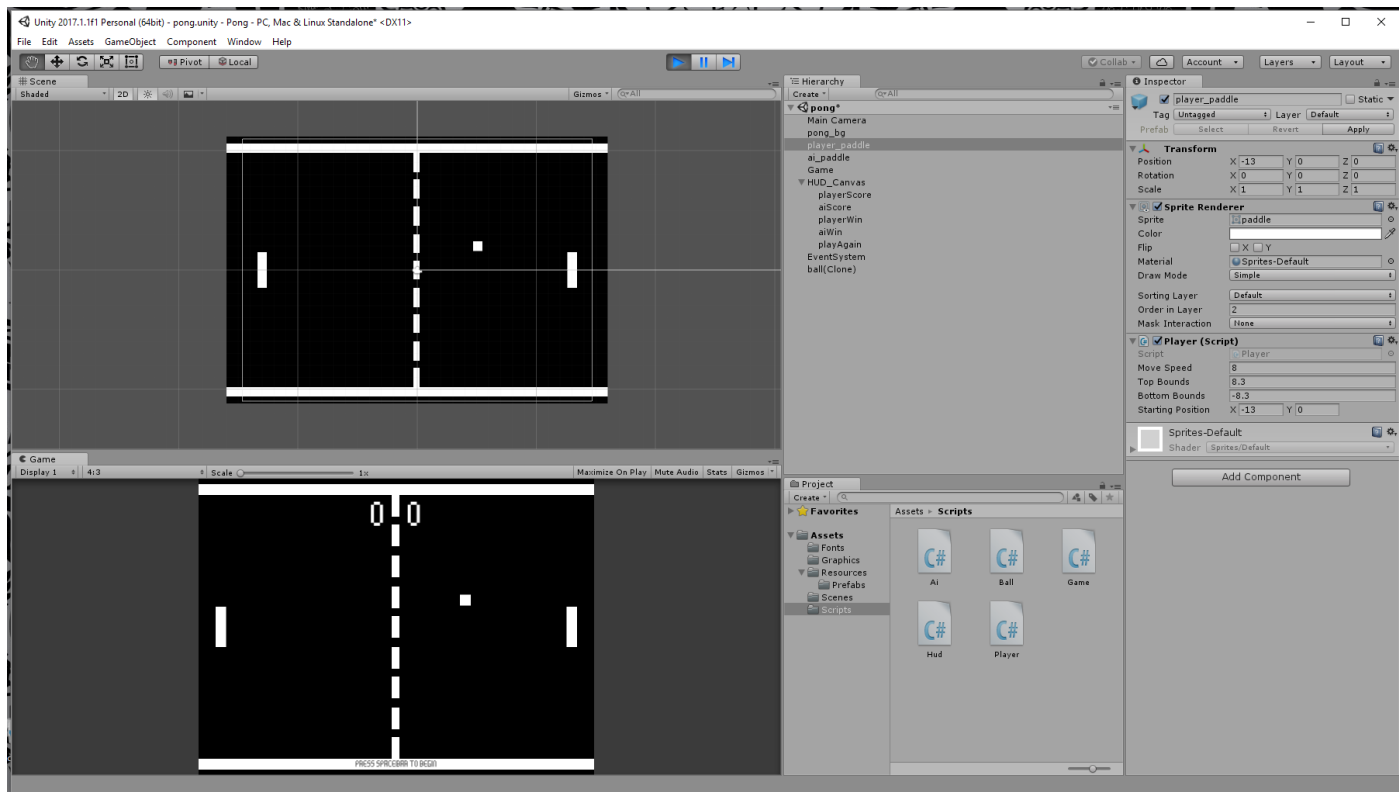 Unity 2017.1.1f1 Personal (64bit) - pong.unity - Pong - PC, Mac & Linux Standalone* <DX11>
File Edit Assets GameObject Component Window Help
Pivot Local Collab Account Layers Layout
Scene
Shaded 2D Gizmos All
Game
Display 1 4:3 Scale 1x Maximize On Play Mute Audio Stats Gizmos
0 0
PRESS SPACEBAR TO BEGIN
Hierarchy
Create All
pong*
Main Camera
pong_bg
player_paddle
ai_paddle
Game
HUD_Canvas
playerScore
aiScore
playerWin
aiWin
playAgain
EventSystem
ball(Clone)
Project
Create
Favorites
Assets
Fonts
Graphics
Resources
Prefabs
Scenes
Scripts
Assets Scripts
C# C# C#
Ai Ball Game
C# C#
Hud Player
Inspector
player_paddle Static
Tag Untagged Layer Default
Prefab Select Revert Apply
Transform
Position X -13 Y 0 Z 0
Rotation X 0 Y 0 Z 0
Scale X 1 Y 1 Z 1
Sprite Renderer
Sprite paddle
Color
Flip X Y
Material Sprites-Default
Draw Mode Simple
Sorting Layer Default
Order in Layer 2
Mask Interaction None
Player (Script)
Script Player
Move Speed 8
Top Bounds 8.3
Bottom Bounds -8.3
Starting Position X -13 Y 0
Sprites-Default
Shader Sprites/Default
Add Component